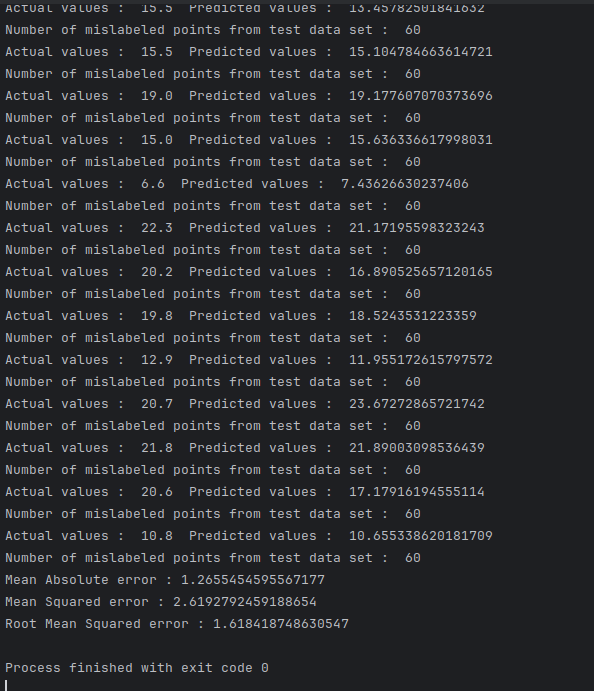 Actual values :  15.5  Predicted values :  13.45782501841632
Number of mislabeled points from test data set :  60
Actual values :  15.5  Predicted values :  15.104784663614721
Number of mislabeled points from test data set :  60
Actual values :  19.0  Predicted values :  19.177607070373696
Number of mislabeled points from test data set :  60
Actual values :  15.0  Predicted values :  15.636336617998031
Number of mislabeled points from test data set :  60
Actual values :  6.6  Predicted values :  7.43626630237406
Number of mislabeled points from test data set :  60
Actual values :  22.3  Predicted values :  21.17195598323243
Number of mislabeled points from test data set :  60
Actual values :  20.2  Predicted values :  16.890525657120165
Number of mislabeled points from test data set :  60
Actual values :  19.8  Predicted values :  18.5243531223359
Number of mislabeled points from test data set :  60
Actual values :  12.9  Predicted values :  11.955172615797572
Number of mislabeled points from test data set :  60
Actual values :  20.7  Predicted values :  23.67272865721742
Number of mislabeled points from test data set :  60
Actual values :  21.8  Predicted values :  21.89003098536439
Number of mislabeled points from test data set :  60
Actual values :  20.6  Predicted values :  17.17916194555114
Number of mislabeled points from test data set :  60
Actual values :  10.8  Predicted values :  10.655338620181709
Number of mislabeled points from test data set :  60
Mean Absolute error : 1.2655454595567177
Mean Squared error : 2.6192792459188654
Root Mean Squared error : 1.618418748630547
Process finished with exit code 0